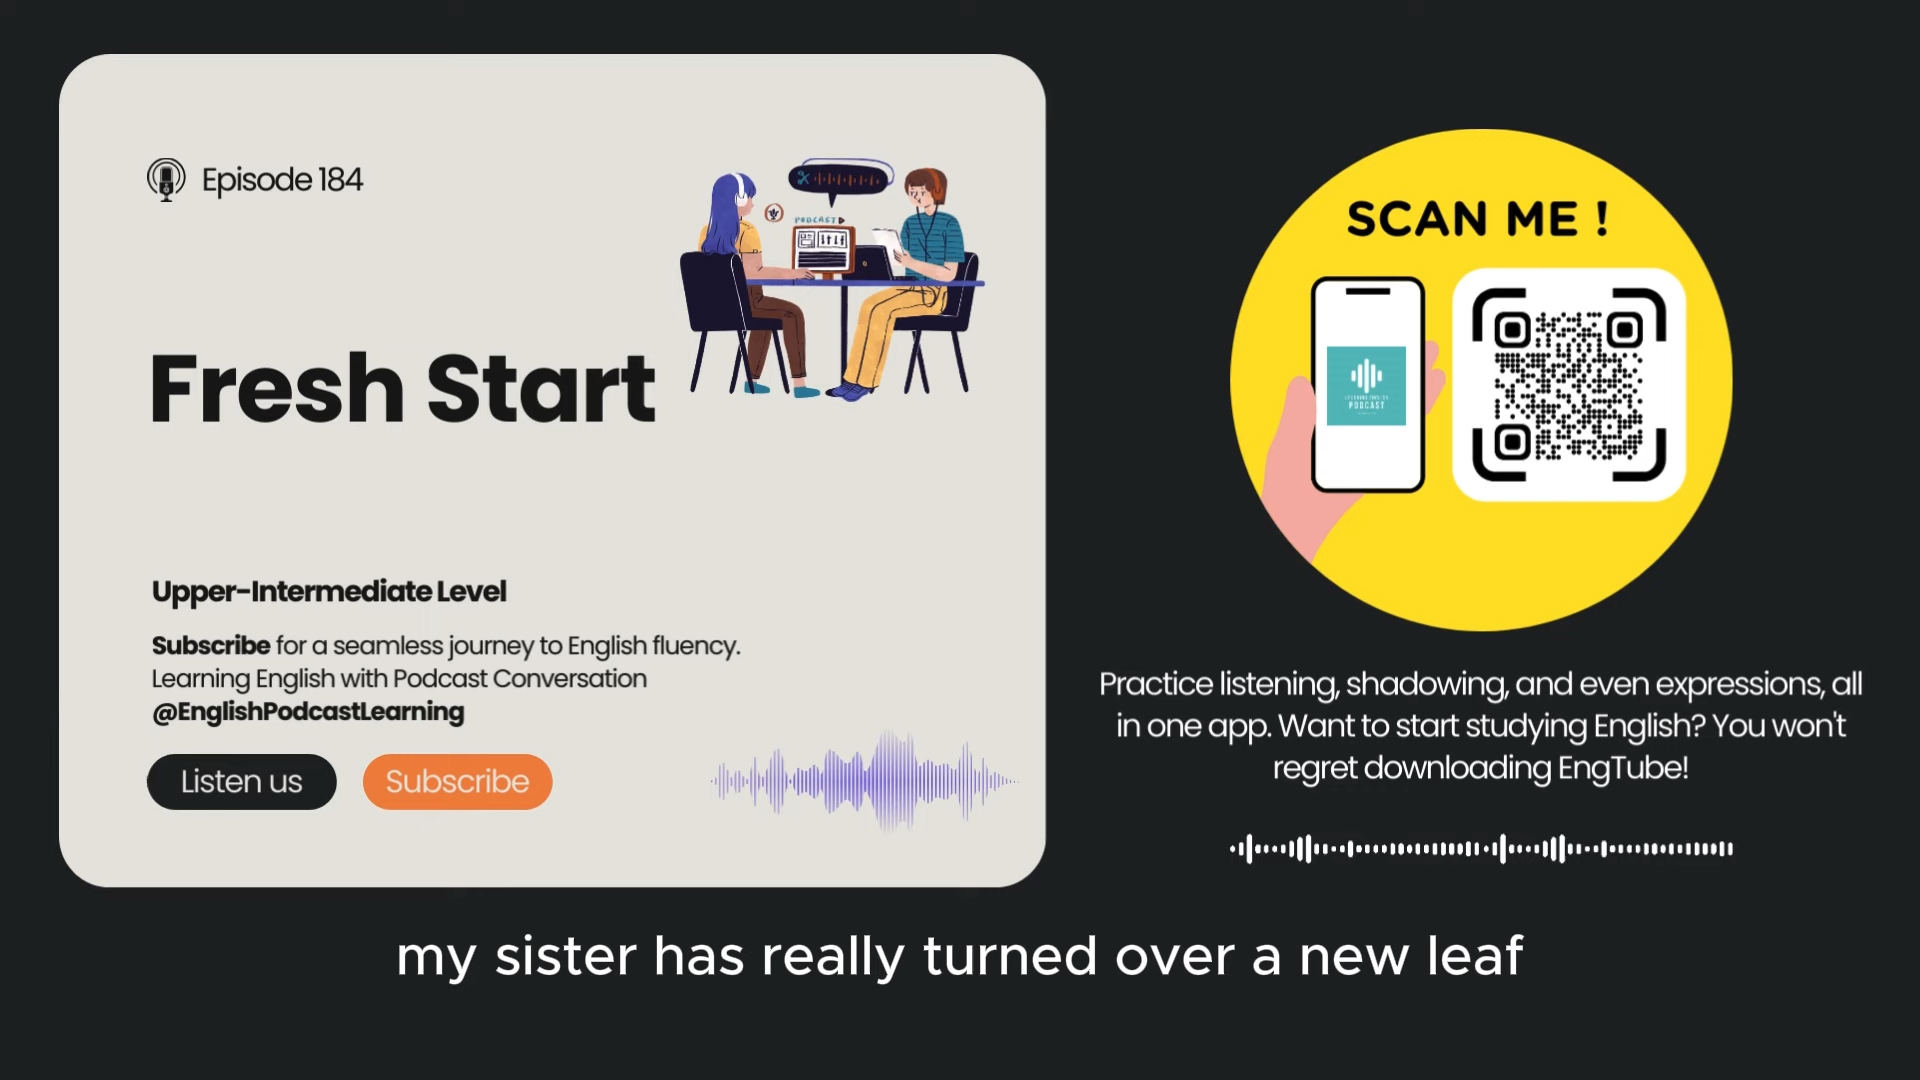 Episode 184
PODCAST
Fresh Start
Upper-Intermediate Level
Subscribe for a seamless journey to English fluency.
Learning English with Podcast Conversation
@EnglishPodcastLearning
Listen us
Subscribe
SCAN ME !
PODCAST
Practice listening, shadowing, and even expressions, all
in one app. Want to start studying English? You won't
regret downloading EngTube!
my sister has really turned over a new leaf